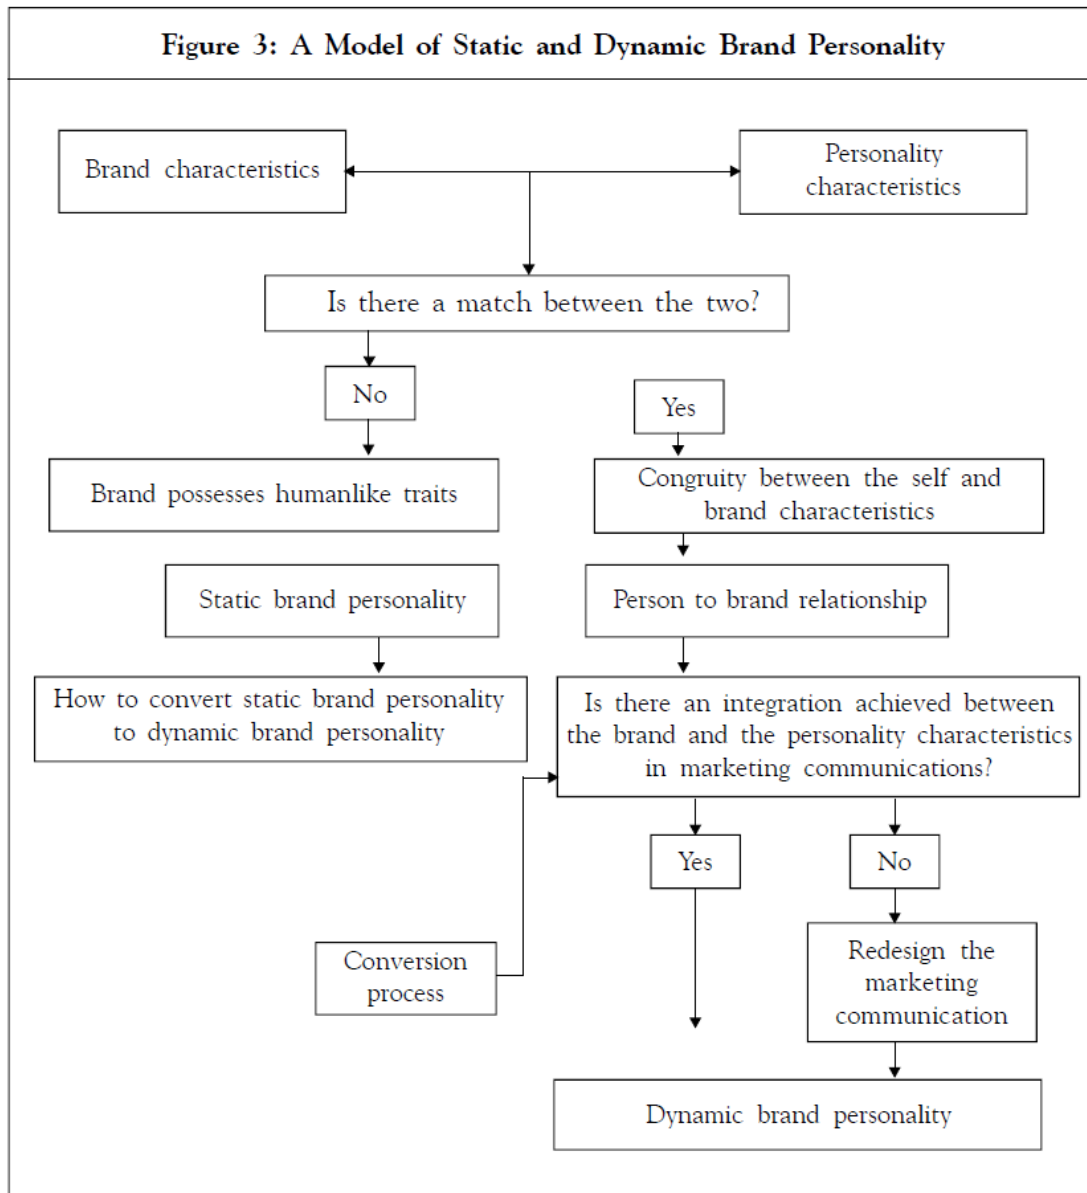 Figure 3: A Model of Static and Dynamic Brand Personality
Brand characteristics
Personality
characteristics
Is there a match between the two?
No
Yes
Brand possesses humanlike traits
Congruity between the self and
brand characteristics
Static brand personality
Person to brand relationship
How to convert static brand personality
to dynamic brand personality
Is there an integration achieved between
the brand and the personality characteristics
in marketing communications?
Yes
No
Conversion
process
Redesign the
marketing
communication
Dynamic brand personality